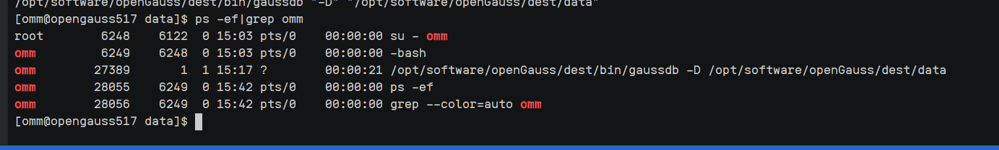 /opt/software/openGauss/dest/bin/gaussdb "-D" "/opt/software/openGauss/dest/data"
[omm@opengauss517 data]$ ps -ef|grep omm
root        6248    6122  0 15:03 pts/0    00:00:00 su - omm
omm         6249    6248  0 15:03 pts/0    00:00:00 -bash
omm        27389       1  1 15:17 ?        00:00:21 /opt/software/openGauss/dest/bin/gaussdb -D /opt/software/openGauss/dest/data
omm        28055    6249  0 15:42 pts/0    00:00:00 ps -ef
omm        28056    6249  0 15:42 pts/0    00:00:00 grep --color=auto omm
[omm@opengauss517 data]$